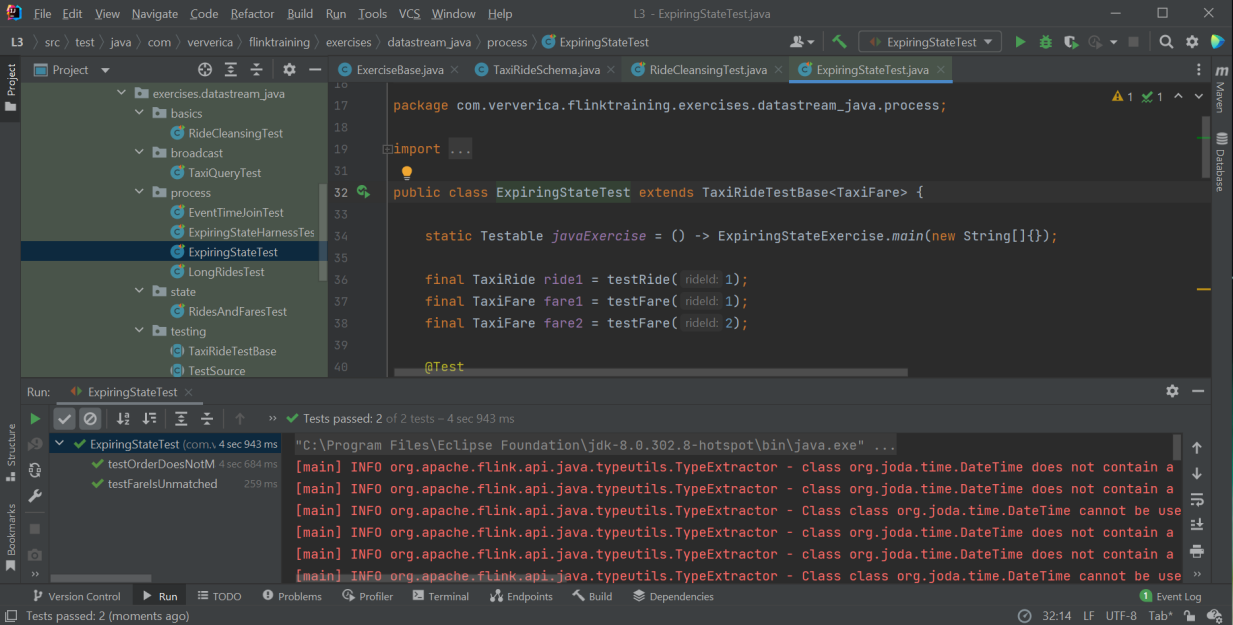 File Edit View Navigate Code Refactor Build Run Tools VCS Window Help L3 - ExpiringStateTest.java
L3 src test java com ververica flinktraining exercises datastream_java process ExpiringStateTest ExpiringStateTest
Project
Project
ExerciseBase.java TaxiRideSchema.java RideCleansingTest.java ExpiringStateTest.java
Maven
Database
exercises.datastream_java
basics
RideCleansingTest
broadcast
TaxiQueryTest
process
EventTimeJoinTest
ExpiringStateHarnessTes
ExpiringStateTest
LongRidesTest
state
RidesAndFaresTest
testing
TaxiRideTestBase
TestSource
1 1
16
17 package com.ververica.flinktraining.exercises.datastream_java.process;
18
19 import ...
31
32 public class ExpiringStateTest extends TaxiRideTestBase<TaxiFare> {
33
34 static Testable javaExercise = () -> ExpiringStateExercise.main(new String[]{});
35
36 final TaxiRide ride1 = testRide( rideId: 1);
37 final TaxiFare fare1 = testFare( rideId: 1);
38 final TaxiFare fare2 = testFare( rideId: 2);
39
40 @Test
Run: ExpiringStateTest
Tests passed: 2 of 2 tests – 4 sec 943 ms
Structure
Bookmarks
ExpiringStateTest (com.v 4 sec 943 ms
testOrderDoesNotM 4 sec 684 ms
testFareIsUnmatched 259 ms
"C:\Program Files\Eclipse Foundation\jdk-8.0.302.8-hotspot\bin\java.exe" ...
[main] INFO org.apache.flink.api.java.typeutils.TypeExtractor - class org.joda.time.DateTime does not contain a
[main] INFO org.apache.flink.api.java.typeutils.TypeExtractor - class org.joda.time.DateTime does not contain a
[main] INFO org.apache.flink.api.java.typeutils.TypeExtractor - Class class org.joda.time.DateTime cannot be use
[main] INFO org.apache.flink.api.java.typeutils.TypeExtractor - class org.joda.time.DateTime does not contain a
[main] INFO org.apache.flink.api.java.typeutils.TypeExtractor - class org.joda.time.DateTime does not contain a
[main] INFO org.apache.flink.api.java.typeutils.TypeExtractor - Class class org.joda.time.DateTime cannot be use
Version Control Run TODO Problems Profiler Terminal Endpoints Build Dependencies 1 Event Log
Tests passed: 2 (moments ago) 32:14 LF UTF-8 Tab*